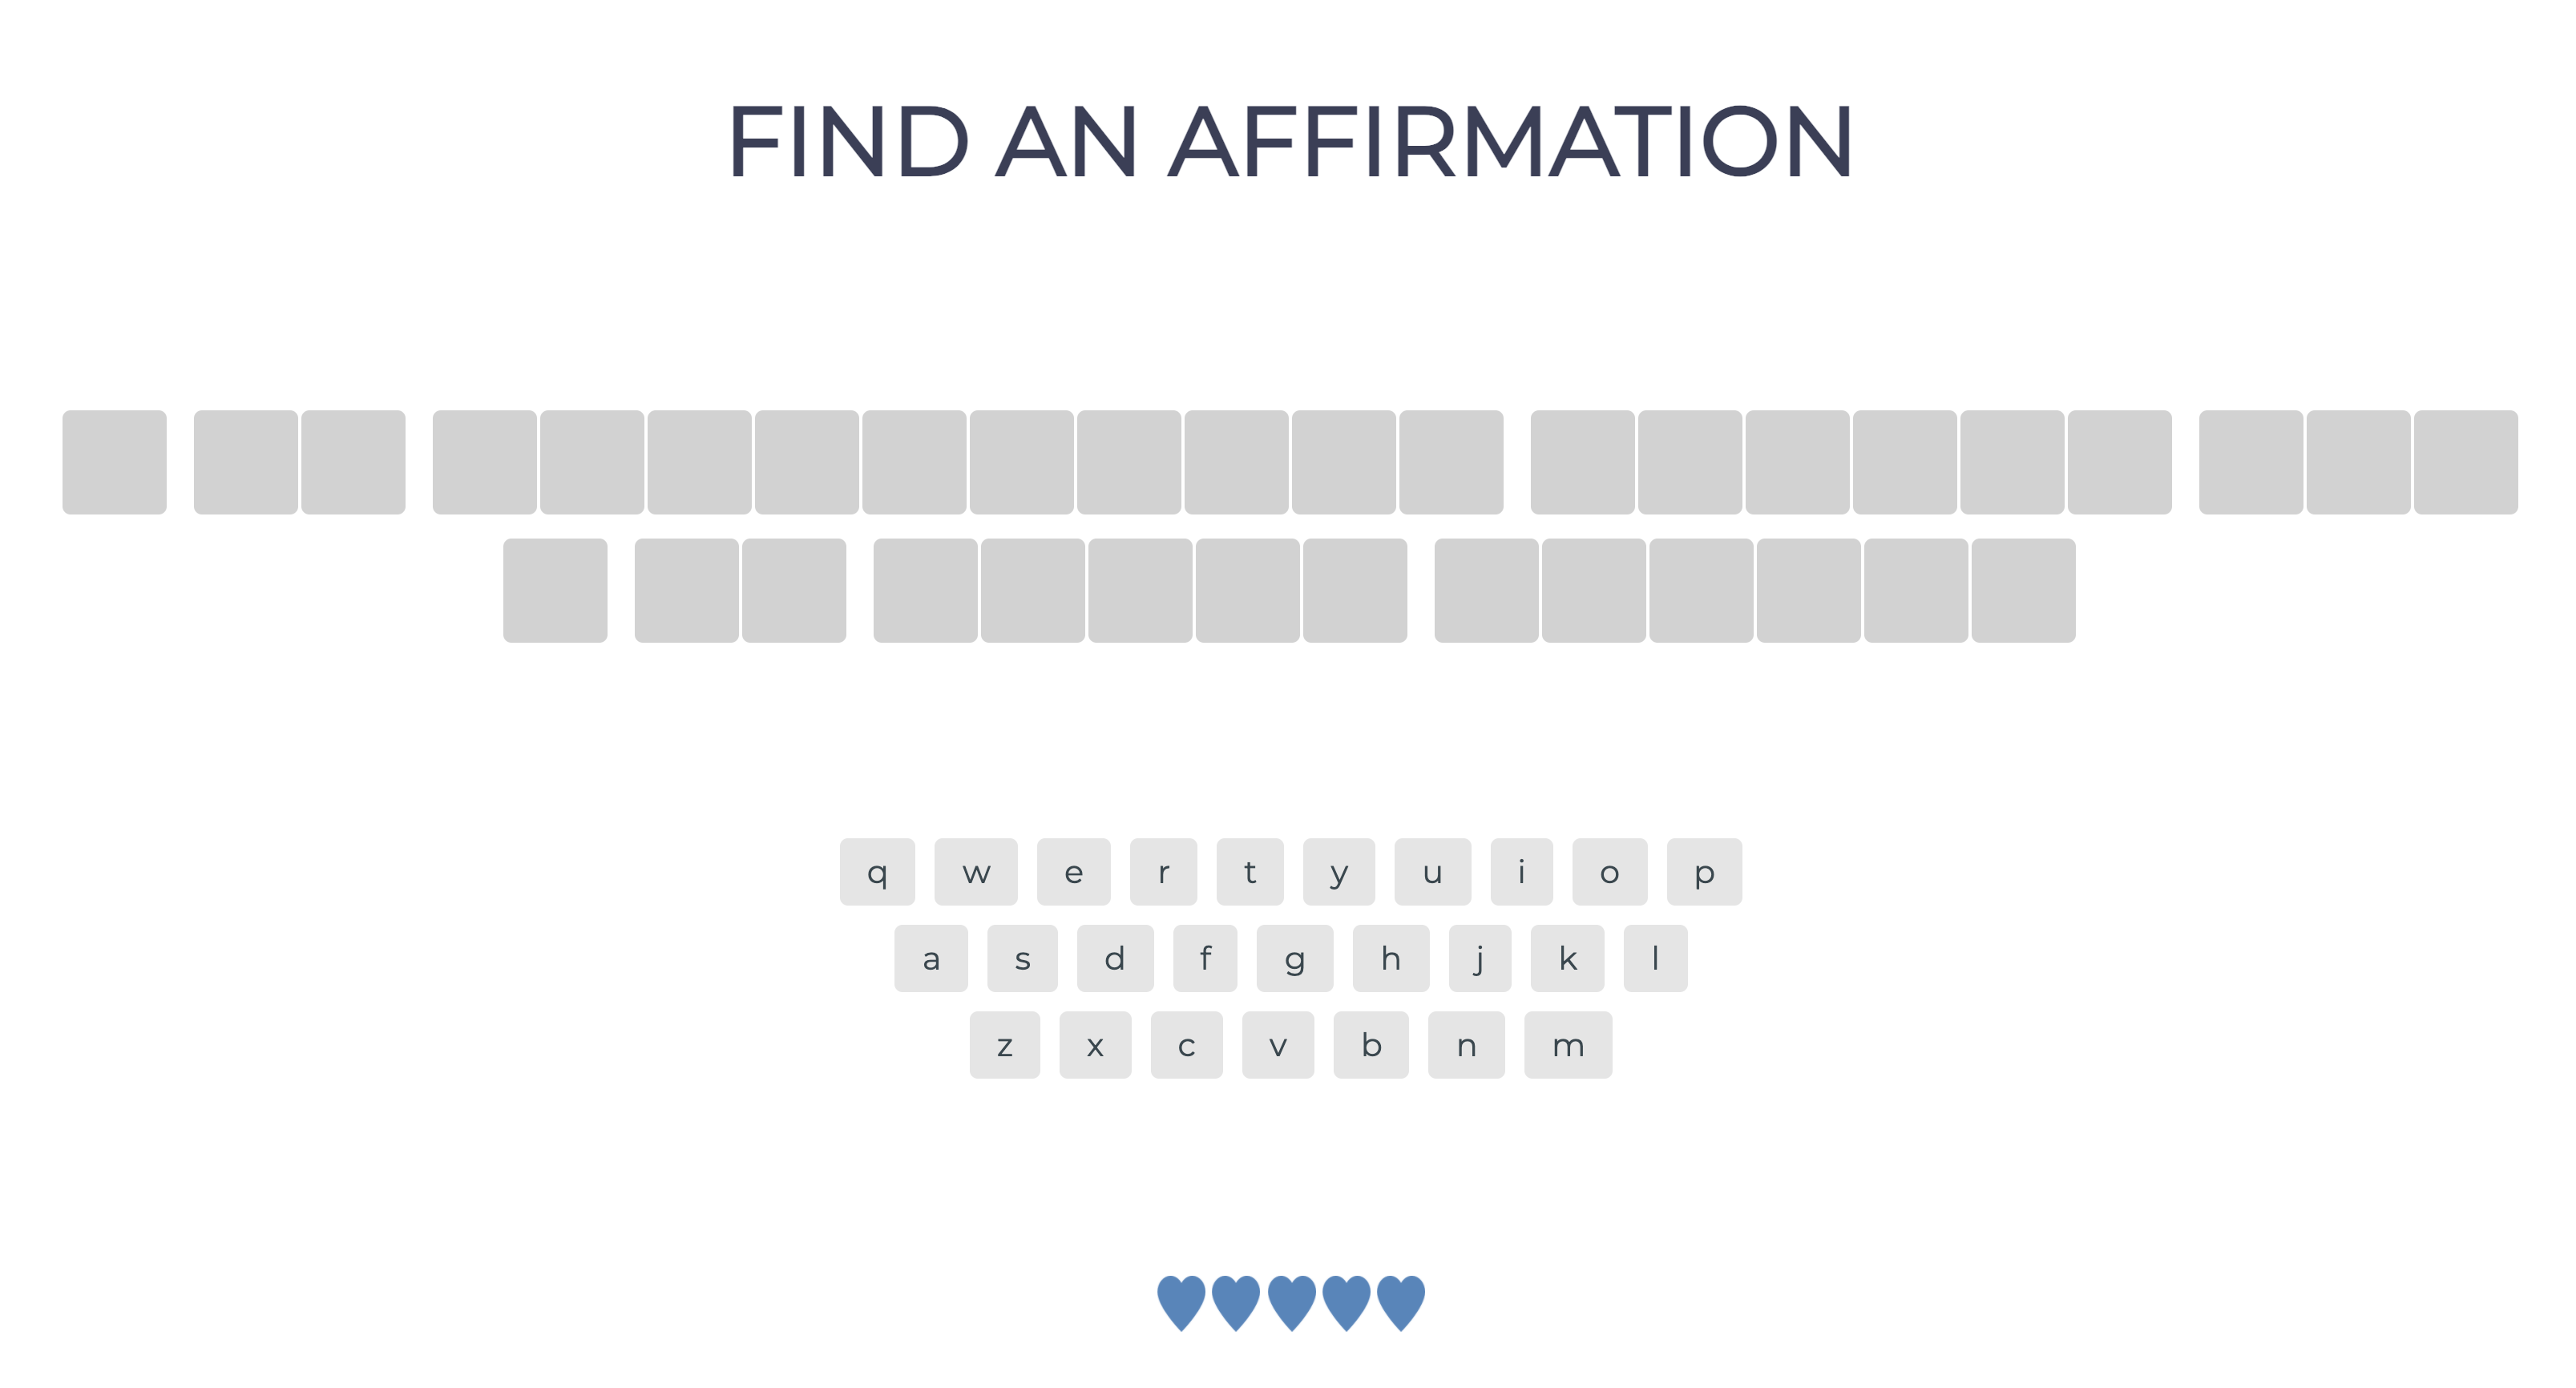 FIND AN AFFIRMATION
q w e r t y u i o p
a s d f g h j k l
z x c v b n m